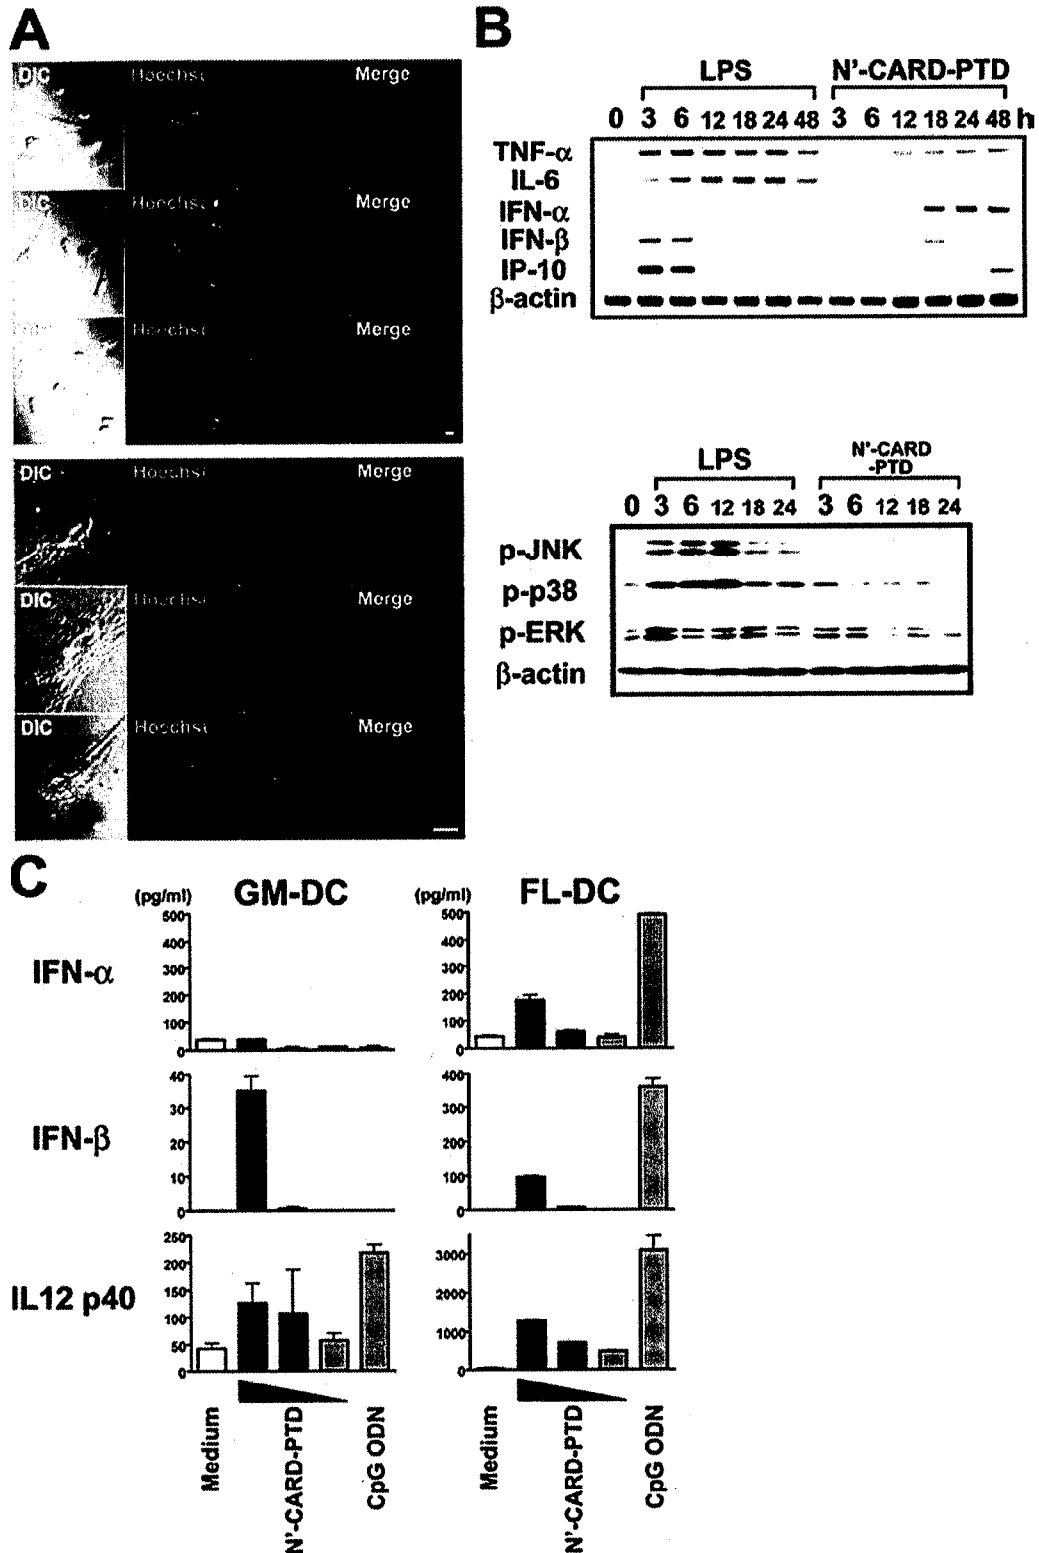 A
DIC Hoechst Merge
DIC Hoechst Merge
Hoechst Merge
DIC Hoechst Merge
DIC Hoechst Merge
DIC Hoechst Merge
B
LPS N'-CARD-PTD
0 3 6 12 18 24 48 3 6 12 18 24 48 h
TNF-α
IL-6
IFN-α
IFN-β
IP-10
β-actin
LPS N'-CARD
-PTD
0 3 6 12 18 24 3 6 12 18 24
p-JNK
p-p38
p-ERK
β-actin
C
(pg/ml) GM-DC (pg/ml) FL-DC
IFN-α
500
400
300
200
100
0
500
400
300
200
100
0
IFN-β
40
30
20
10
0
400
300
200
100
0
IL12 p40
250
200
150
100
50
0
3000
2000
1000
0
Medium
N'-CARD-PTD
CpG ODN
Medium
N'-CARD-PTD
CpG ODN